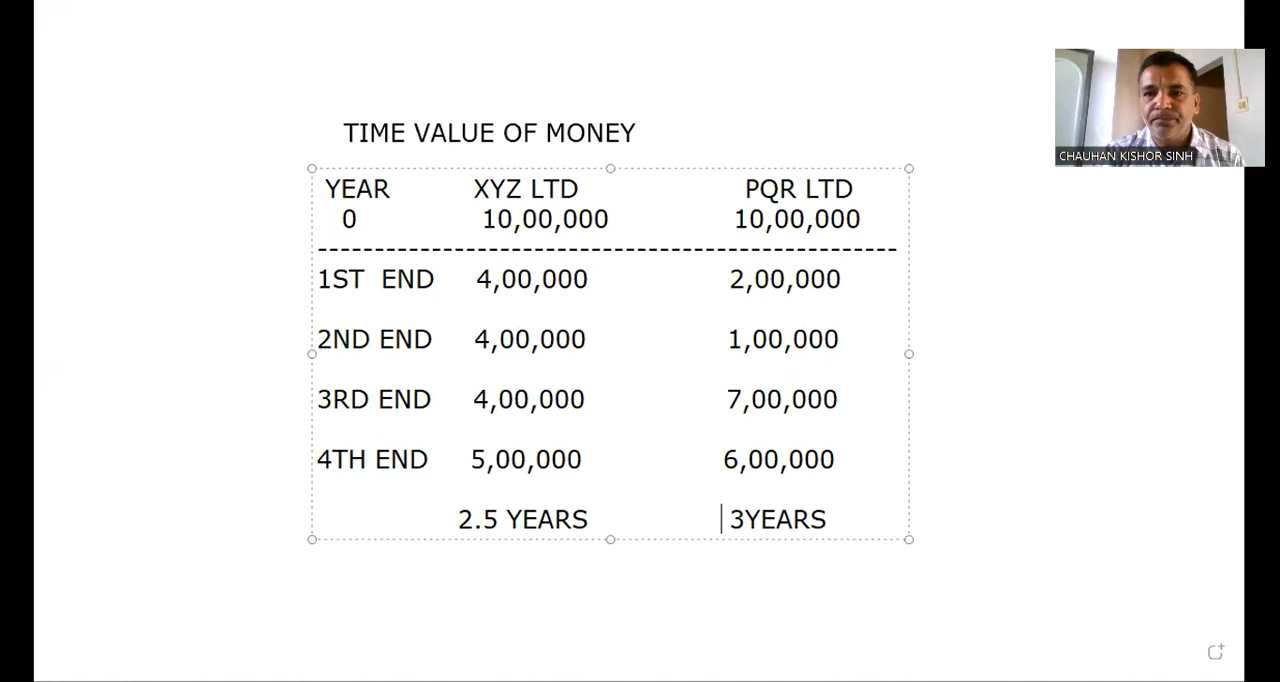 TIME VALUE OF MONEY
YEAR XYZ LTD PQR LTD
0 10,00,000 10,00,000
-------------------------------------------------
1ST END 4,00,000 2,00,000
2ND END 4,00,000 1,00,000
3RD END 4,00,000 7,00,000
4TH END 5,00,000 6,00,000
2.5 YEARS 3YEARS
CHAUHAN KISHOR SINH